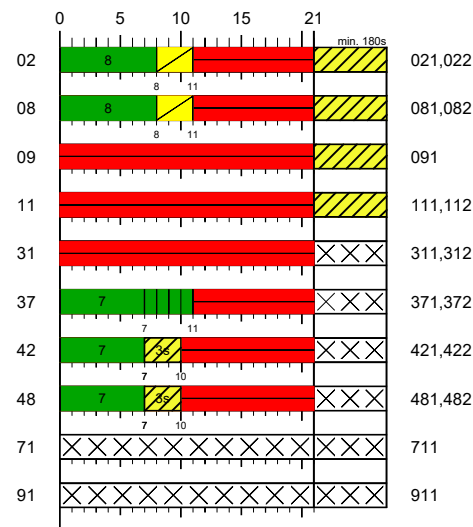 0 5 10 15 21
min. 180s
02 8 021,022
8 11
08 8 081,082
8 11
09 091
11 111,112
31 311,312
37 7 371,372
7 11
42 7 3s 421,422
7 10
48 7 3s 481,482
7 10
71 711
91 911